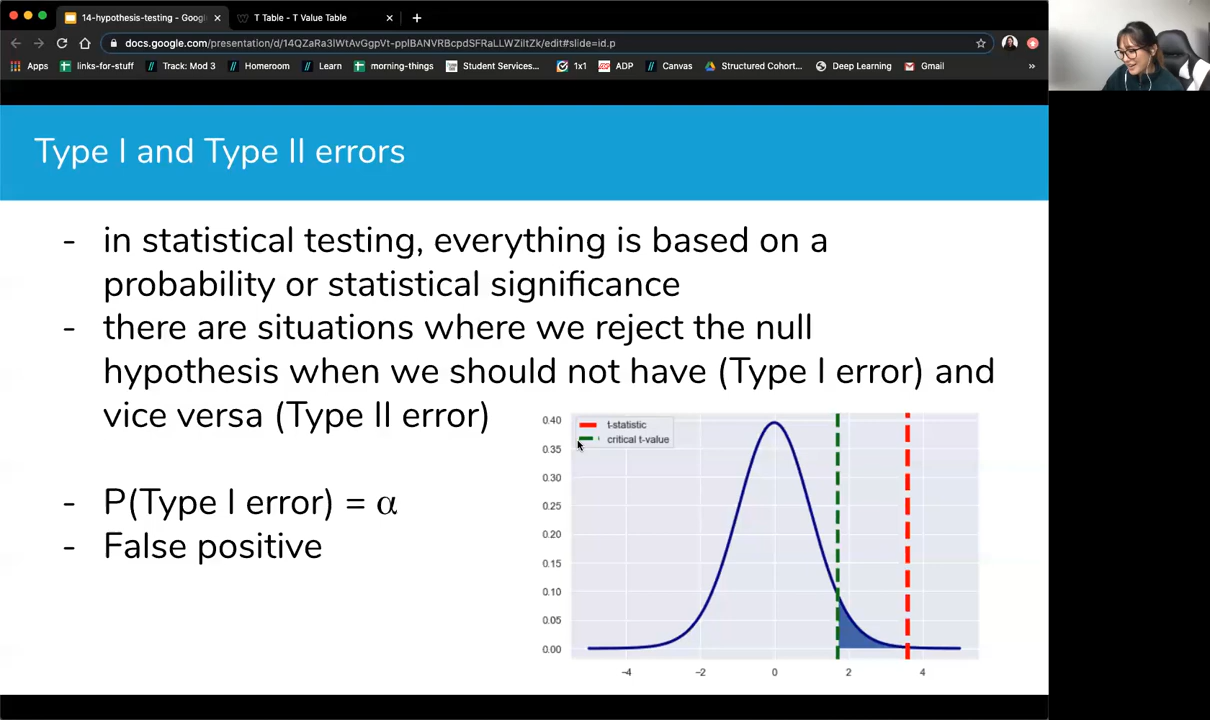 14-hypothesis-testing - Goog
T Table - T Value Table
docs.google.com/presentation/d/14QZaRa3lWtAvGgpVt-pplBANVRBcpdSFRaLLWZiltZk/edit#slide=id.p
Apps
links-for-stuff
Track: Mod 3
Homeroom
Learn
morning-things
Student Services...
1x1
ADP
Canvas
Structured Cohort...
Deep Learning
Gmail
»
Type I and Type II errors
- in statistical testing, everything is based on a
probability or statistical significance
- there are situations where we reject the null
hypothesis when we should not have (Type I error) and
vice versa (Type II error)
- P(Type I error) = α
- False positive
t-statistic
critical t-value
0.40
0.35
0.30
0.25
0.20
0.15
0.10
0.05
0.00
−4 −2 0 2 4